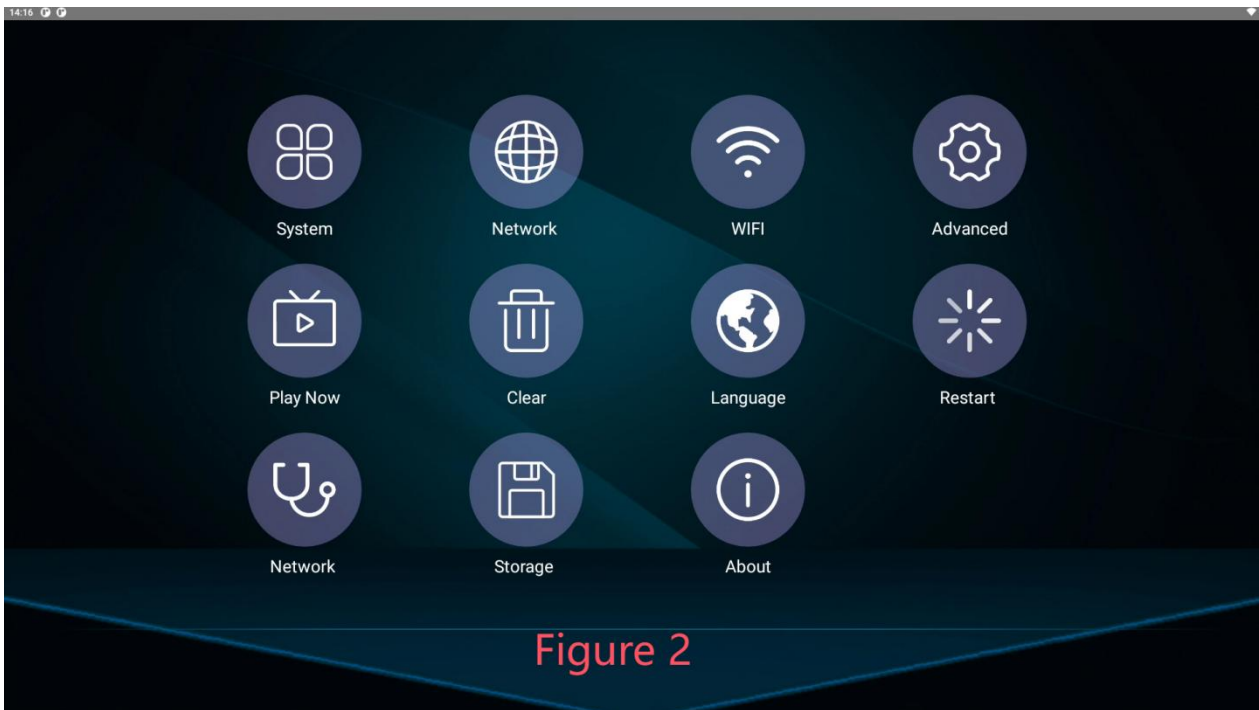 14:16
System Network WIFI Advanced
Play Now Clear Language Restart
Network Storage About
Figure 2